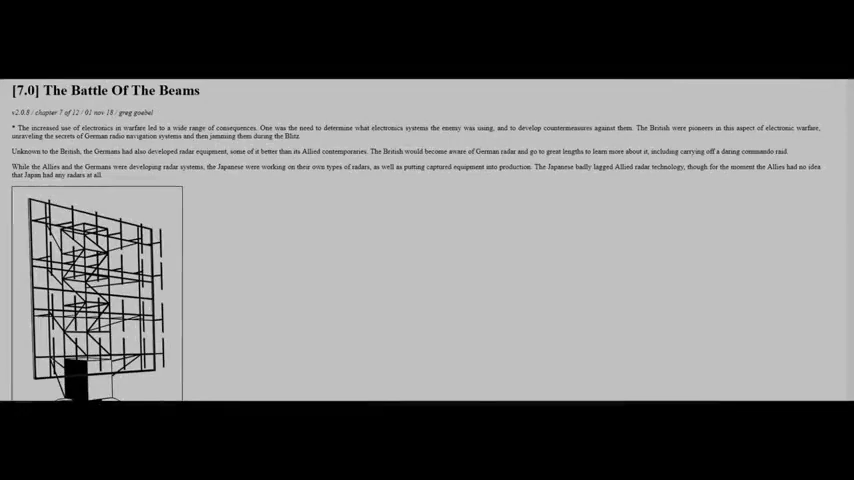 [7.0] The Battle Of The Beams
v2.0.8 / chapter 7 of 12 / 01 nov 18 / greg goebel
* The increased use of electronics in warfare led to a wide range of consequences. One was the need to determine what electronics systems the enemy was using, and to develop countermeasures against them. The British were pioneers in this aspect of electronic warfare,
unraveling the secrets of German radio navigation systems and then jamming them during the Blitz.
Unknown to the British, the Germans had also developed radar equipment, some of it better than its Allied contemporaries. The British would become aware of German radar and go to great lengths to learn more about it, including carrying off a daring commando raid.
While the Allies and the Germans were developing radar systems, the Japanese were working on their own types of radars, as well as putting captured equipment into production. The Japanese badly lagged Allied radar technology, though for the moment the Allies had no idea
that Japan had any radars at all.